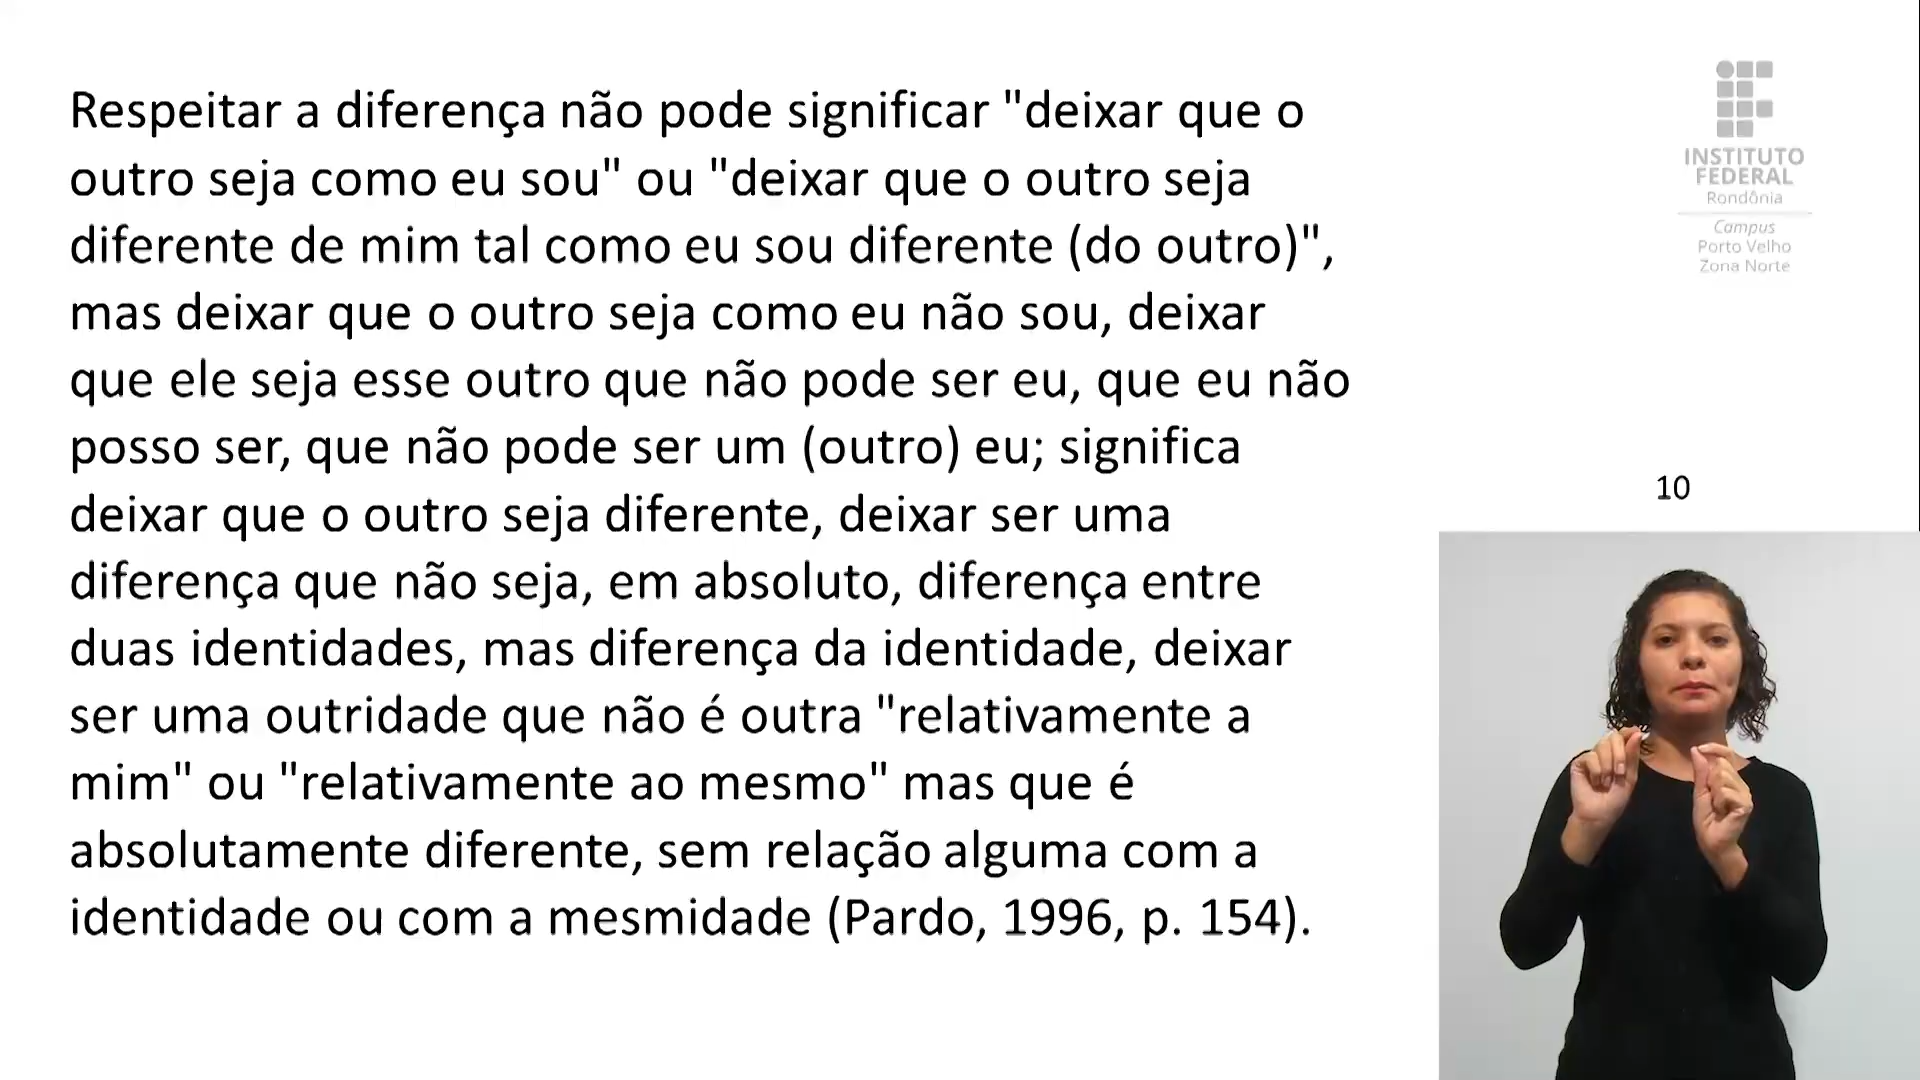 Respeitar a diferença não pode significar "deixar que o
outro seja como eu sou" ou "deixar que o outro seja
diferente de mim tal como eu sou diferente (do outro)",
mas deixar que o outro seja como eu não sou, deixar
que ele seja esse outro que não pode ser eu, que eu não
posso ser, que não pode ser um (outro) eu; significa
deixar que o outro seja diferente, deixar ser uma
diferença que não seja, em absoluto, diferença entre
duas identidades, mas diferença da identidade, deixar
ser uma outridade que não é outra "relativamente a
mim" ou "relativamente ao mesmo" mas que é
absolutamente diferente, sem relação alguma com a
identidade ou com a mesmidade (Pardo, 1996, p. 154).
INSTITUTO
FEDERAL
Rondônia
Campus
Porto Velho
Zona Norte
10